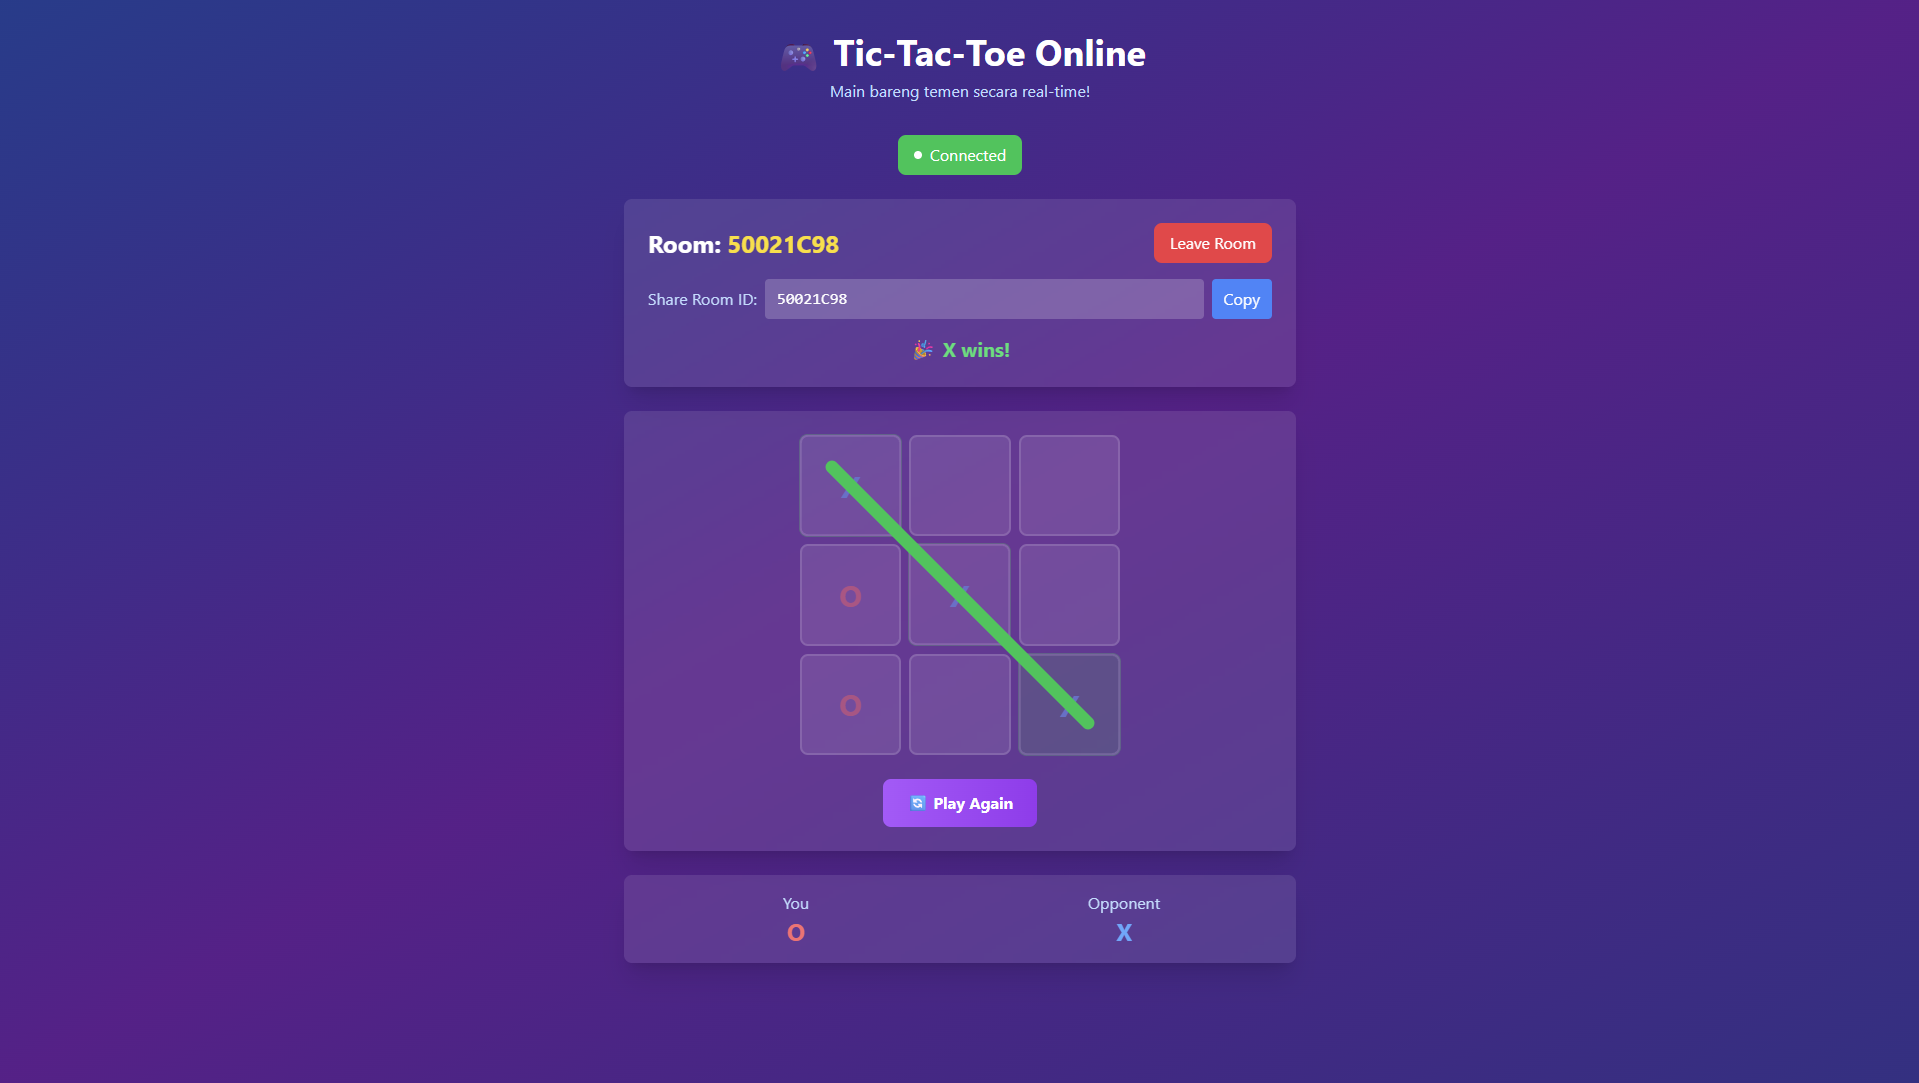 Tic-Tac-Toe Online
Main bareng temen secara real-time!
Connected
Room: 50021C98
Leave Room
Share Room ID:
50021C98
Copy
X wins!
X
O
X
O
X
Play Again
You
Opponent
O
X